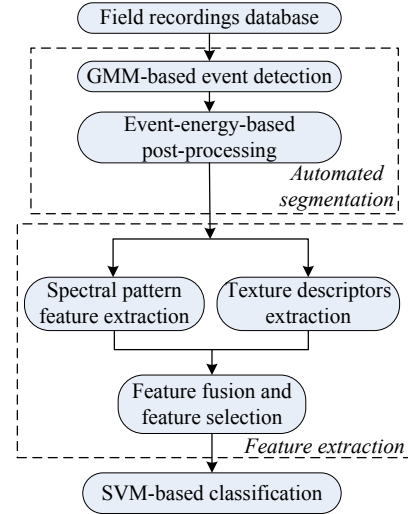 Field recordings database
GMM-based event detection
Event-energy-based
post-processing
Automated
segmentation
Spectral pattern
feature extraction
Texture descriptors
extraction
Feature fusion and
feature selection
Feature extraction
SVM-based classification